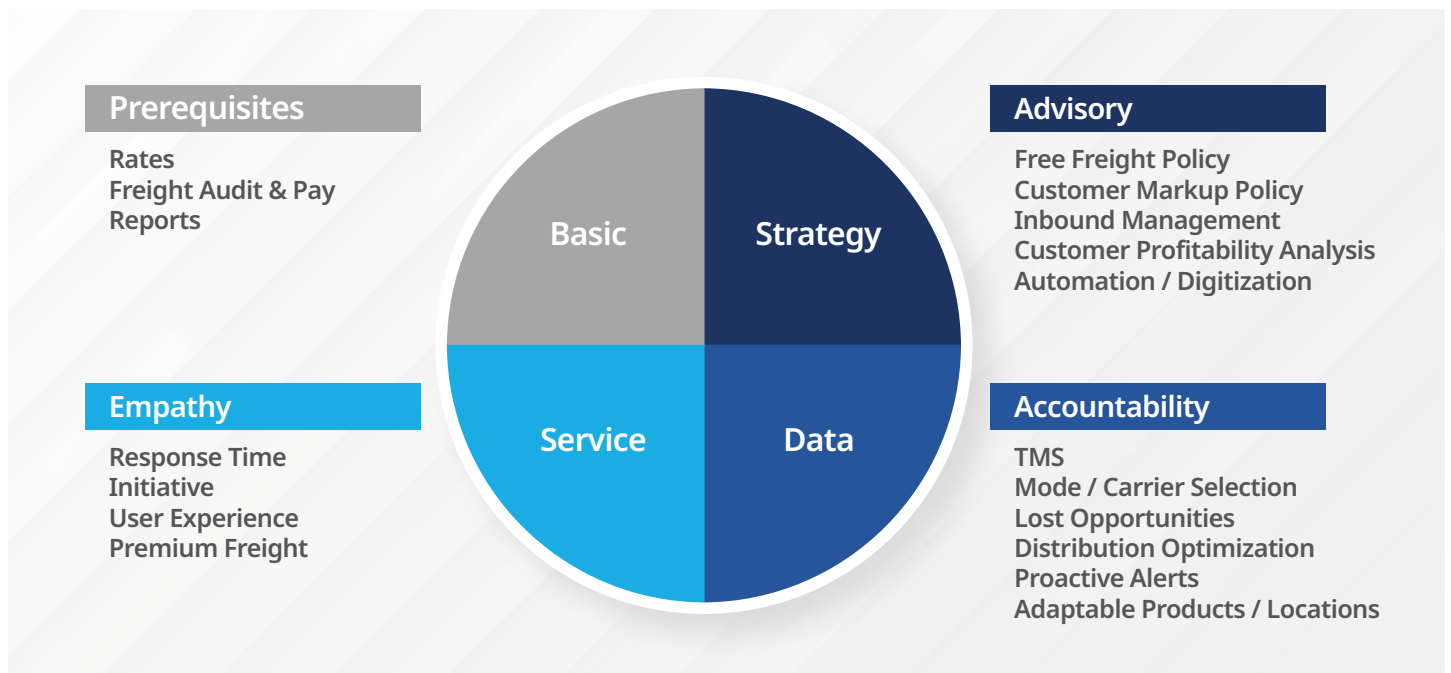 Prerequisites
Rates
Freight Audit & Pay
Reports
Basic
Strategy
Advisory
Free Freight Policy
Customer Markup Policy
Inbound Management
Customer Profitability Analysis
Automation / Digitization
Empathy
Response Time
Initiative
User Experience
Premium Freight
Service
Data
Accountability
TMS
Mode / Carrier Selection
Lost Opportunities
Distribution Optimization
Proactive Alerts
Adaptable Products / Locations